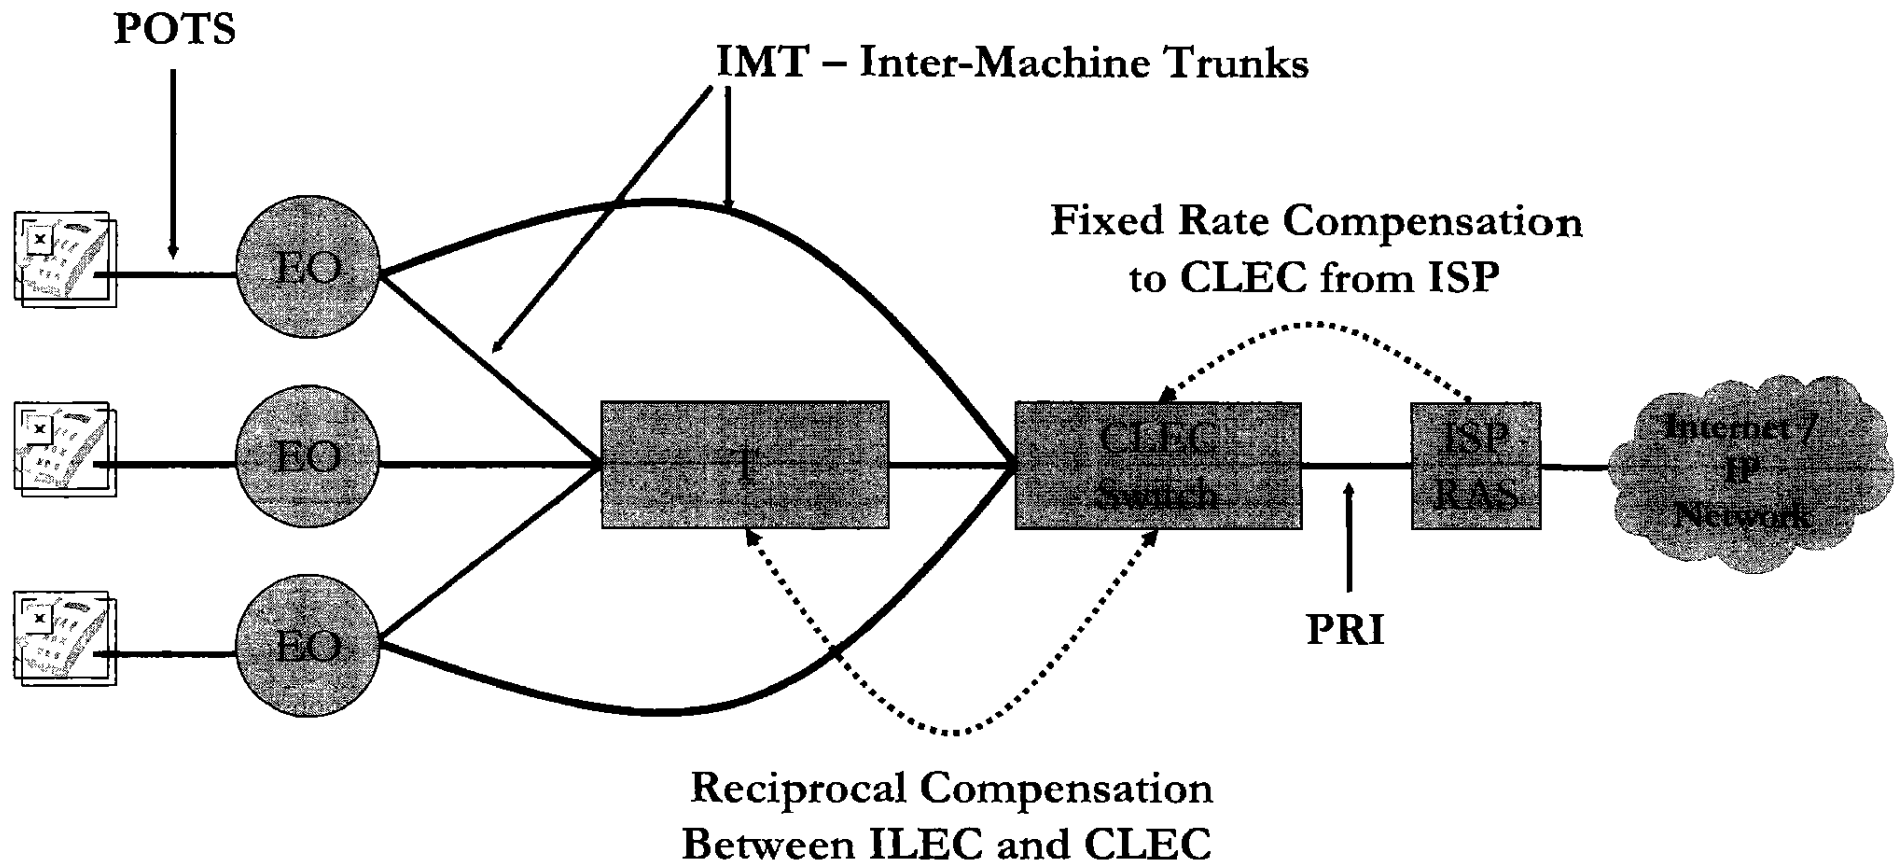 POTS
IMT – Inter-Machine Trunks
Fixed Rate Compensation
to CLEC from ISP
EO
EO
EO
T
CLEC
Switch
ISP
RAS
Internet /
IP
Network
PRI
Reciprocal Compensation
Between ILEC and CLEC